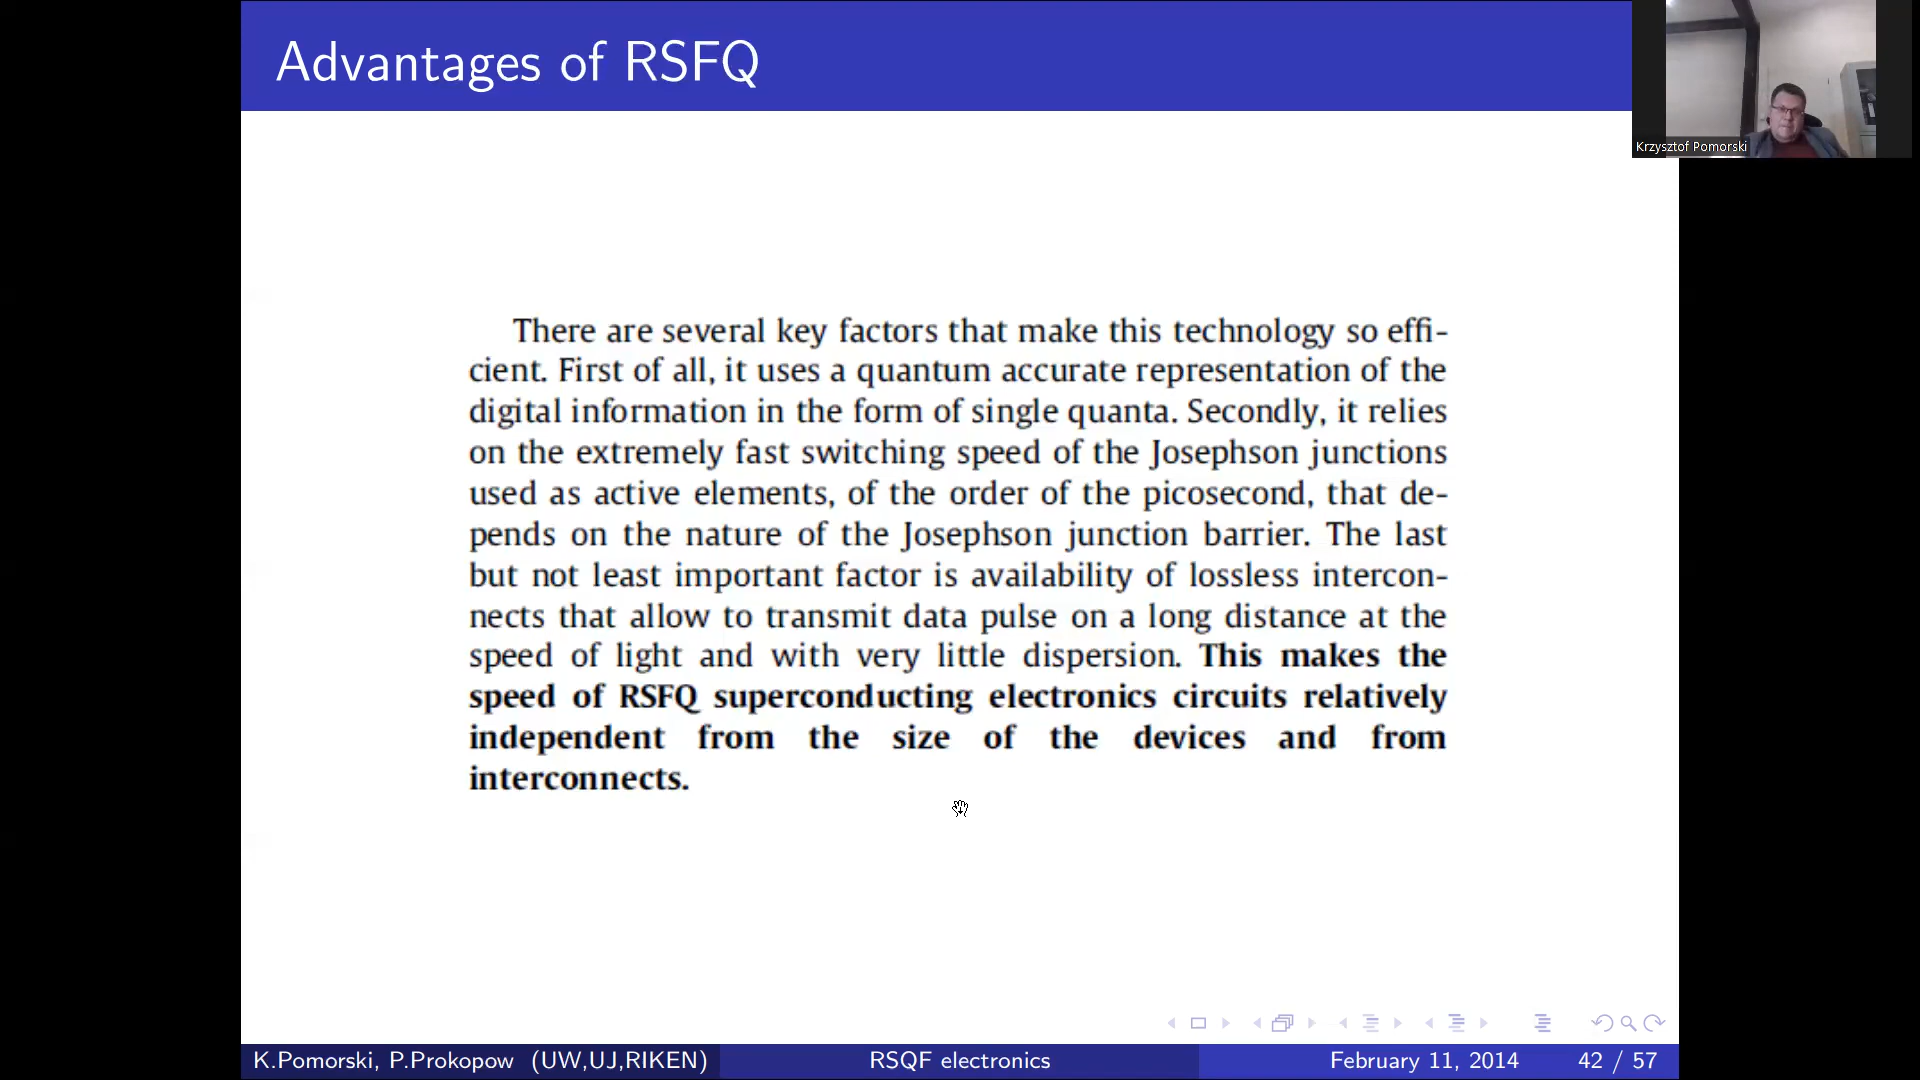 Advantages of RSFQ
Krzysztof Pomorski
There are several key factors that make this technology so effi-
cient. First of all, it uses a quantum accurate representation of the
digital information in the form of single quanta. Secondly, it relies
on the extremely fast switching speed of the Josephson junctions
used as active elements, of the order of the picosecond, that de-
pends on the nature of the Josephson junction barrier. The last
but not least important factor is availability of lossless intercon-
nects that allow to transmit data pulse on a long distance at the
speed of light and with very little dispersion. This makes the
speed of RSFQ superconducting electronics circuits relatively
independent from the size of the devices and from
interconnects.
K.Pomorski, P.Prokopow (UW,UJ,RIKEN)
RSQF electronics
February 11, 2014
42 / 57